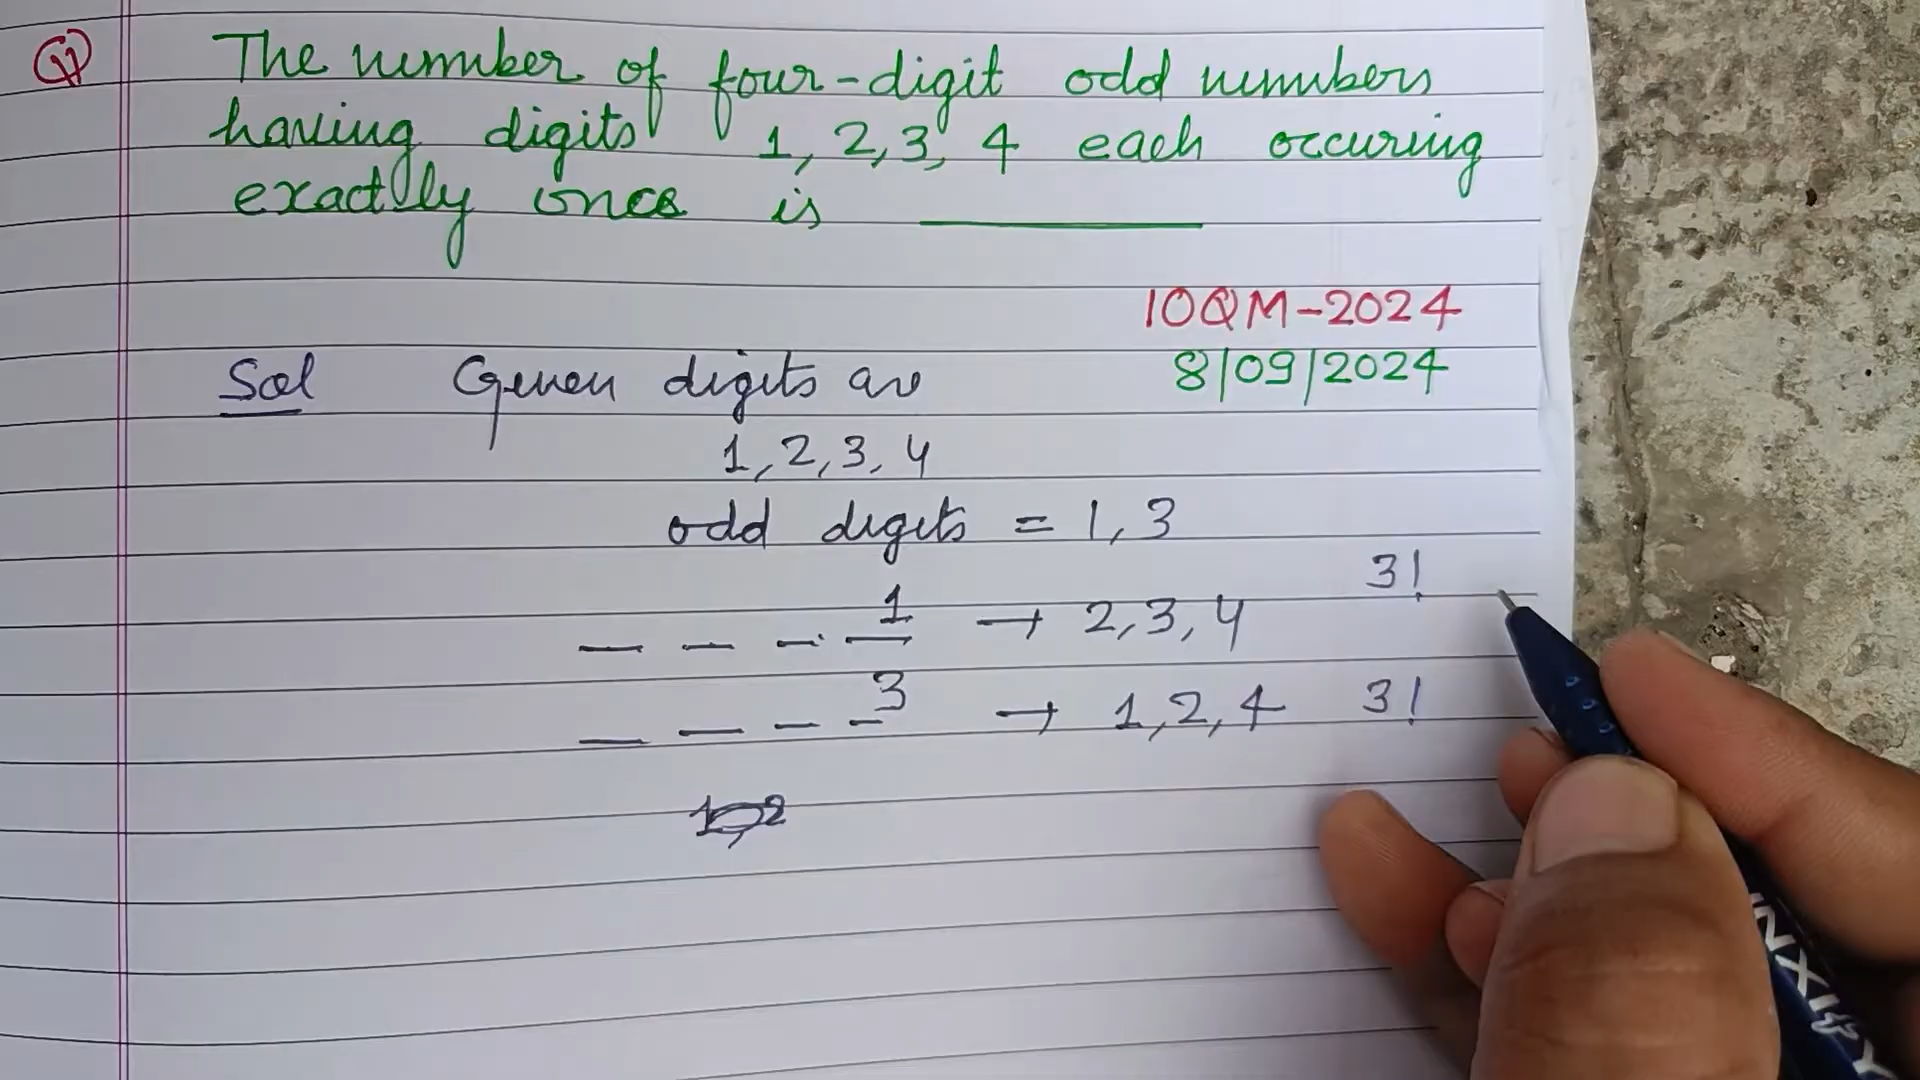 Q The number of four-digit odd numbers
having digits 1, 2, 3, 4 each occuring
exactly once is ________
IOQM-2024
8/09/2024
Sol Given digits are
1, 2, 3, 4
odd digits = 1, 3
3!
_ _ _ 1 → 2, 3, 4
_ _ _ 3 → 1, 2, 4 3!